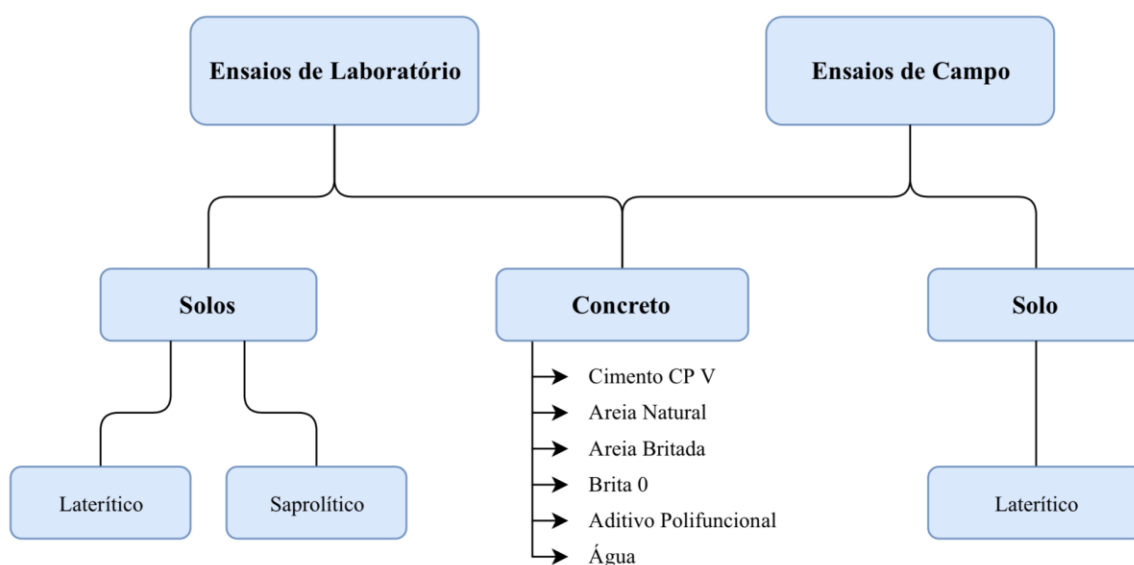 Ensaios de Laboratório
Ensaios de Campo
Solos
Concreto
Solo
Cimento CP V
Areia Natural
Areia Britada
Brita 0
Aditivo Polifuncional
Água
Laterítico
Saprolítico
Laterítico